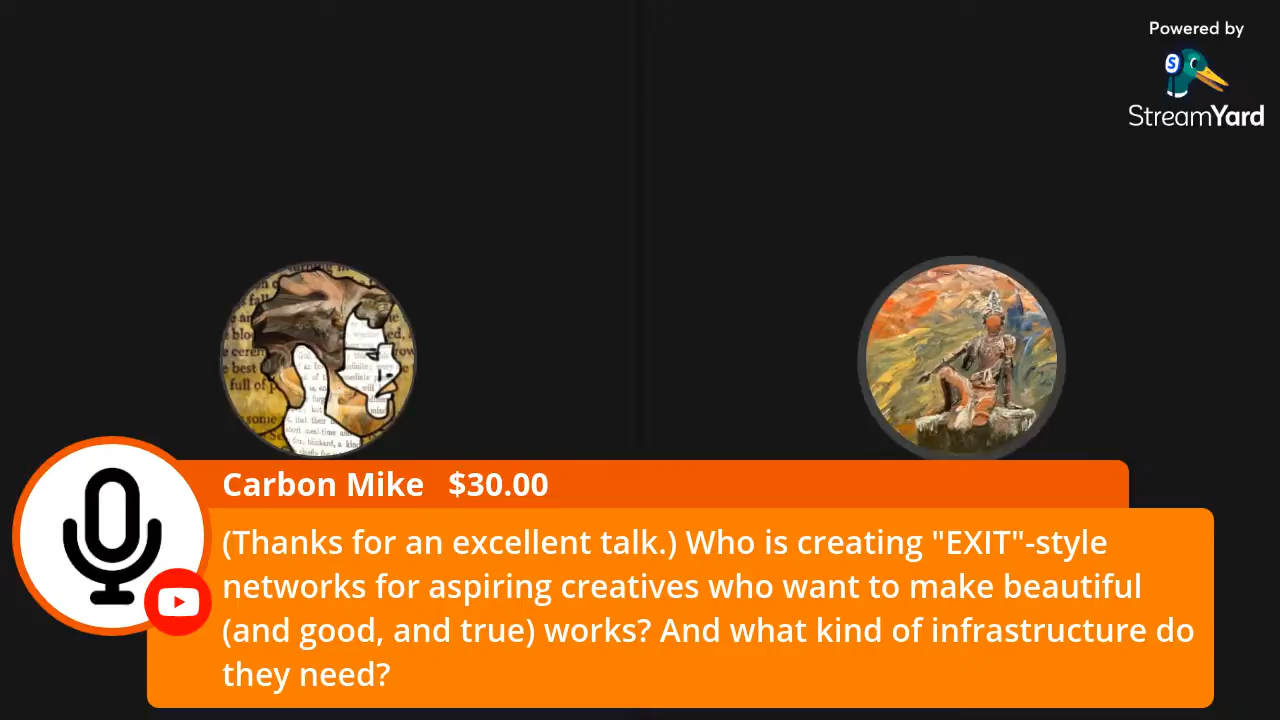 Powered by
S
StreamYard
Carbon Mike $30.00
(Thanks for an excellent talk.) Who is creating "EXIT"-style
networks for aspiring creatives who want to make beautiful
(and good, and true) works? And what kind of infrastructure do
they need?